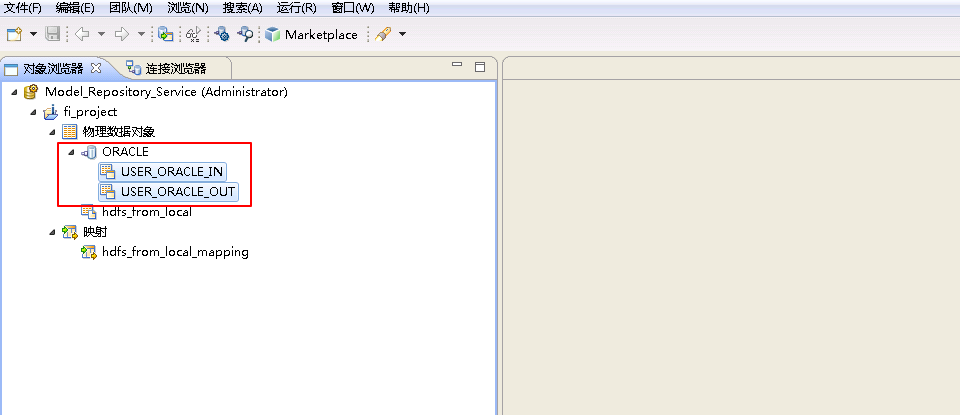 文件(F) 编辑(E) 团队(M) 浏览(N) 搜索(A) 运行(R) 窗口(W) 帮助(H)
Marketplace
对象浏览器 连接浏览器
Model_Repository_Service (Administrator)
fi_project
物理数据对象
ORACLE
USER_ORACLE_IN
USER_ORACLE_OUT
hdfs_from_local
映射
hdfs_from_local_mapping